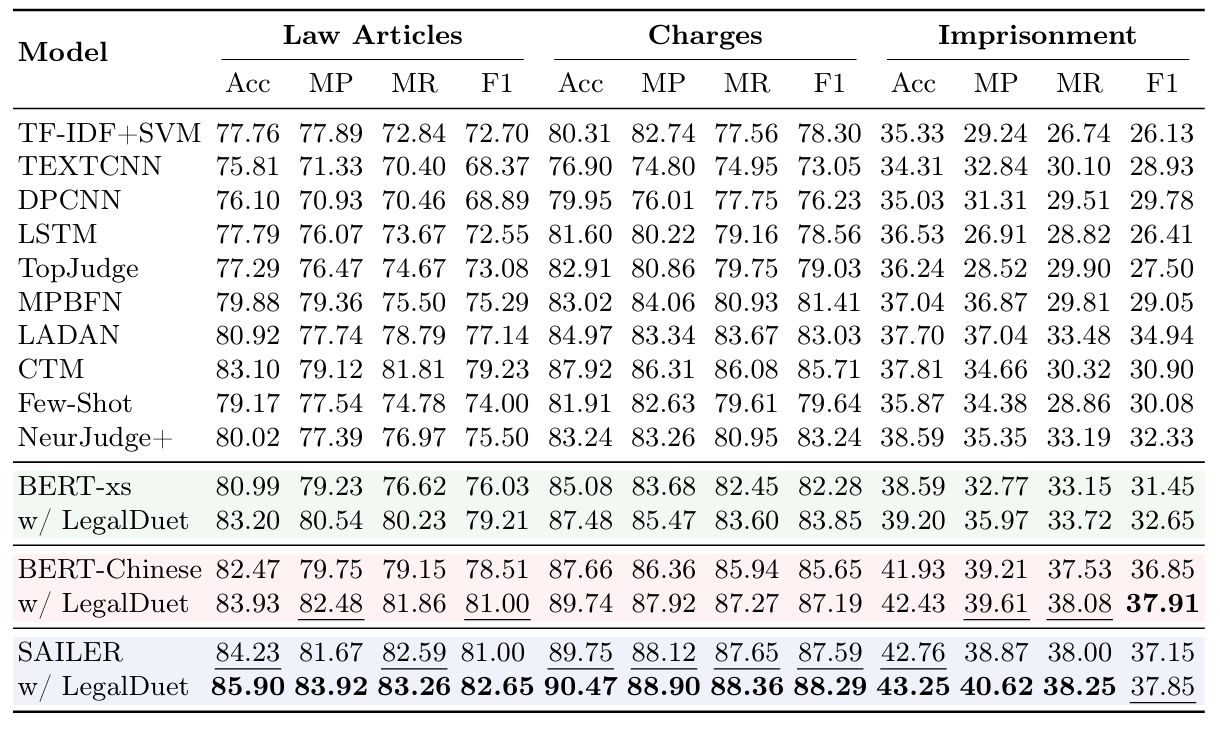 Model Law Articles Charges Imprisonment
Acc MP MR F1 Acc MP MR F1 Acc MP MR F1
TF-IDF+SVM 77.76 77.89 72.84 72.70 80.31 82.74 77.56 78.30 35.33 29.24 26.74 26.13
TEXTCNN 75.81 71.33 70.40 68.37 76.90 74.80 74.95 73.05 34.31 32.84 30.10 28.93
DPCNN 76.10 70.93 70.46 68.89 79.95 76.01 77.75 76.23 35.03 31.31 29.51 29.78
LSTM 77.79 76.07 73.67 72.55 81.60 80.22 79.16 78.56 36.53 26.91 28.82 26.41
TopJudge 77.29 76.47 74.67 73.08 82.91 80.86 79.75 79.03 36.24 28.52 29.90 27.50
MPBFN 79.88 79.36 75.50 75.29 83.02 84.06 80.93 81.41 37.04 36.87 29.81 29.05
LADAN 80.92 77.74 78.79 77.14 84.97 83.34 83.67 83.03 37.70 37.04 33.48 34.94
CTM 83.10 79.12 81.81 79.23 87.92 86.31 86.08 85.71 37.81 34.66 30.32 30.90
Few-Shot 79.17 77.54 74.78 74.00 81.91 82.63 79.61 79.64 35.87 34.38 28.86 30.08
NeurJudge+ 80.02 77.39 76.97 75.50 83.24 83.26 80.95 83.24 38.59 35.35 33.19 32.33
BERT-xs 80.99 79.23 76.62 76.03 85.08 83.68 82.45 82.28 38.59 32.77 33.15 31.45
w/ LegalDuet 83.20 80.54 80.23 79.21 87.48 85.47 83.60 83.85 39.20 35.97 33.72 32.65
BERT-Chinese 82.47 79.75 79.15 78.51 87.66 86.36 85.94 85.65 41.93 39.21 37.53 36.85
w/ LegalDuet 83.93 82.48 81.86 81.00 89.74 87.92 87.27 87.19 42.43 39.61 38.08 37.91
SAILER 84.23 81.67 82.59 81.00 89.75 88.12 87.65 87.59 42.76 38.87 38.00 37.15
w/ LegalDuet 85.90 83.92 83.26 82.65 90.47 88.90 88.36 88.29 43.25 40.62 38.25 37.85